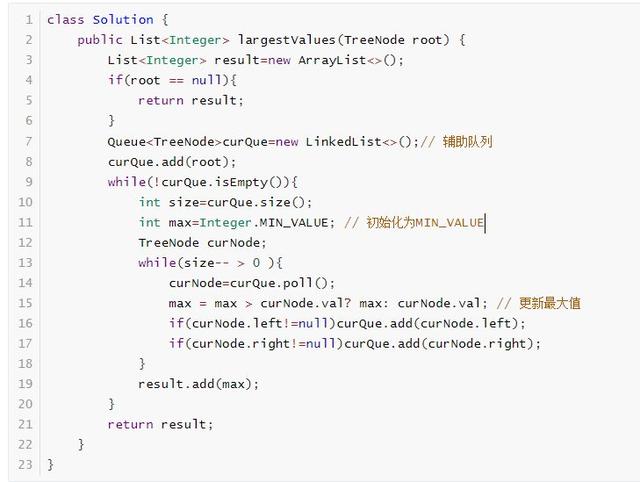 1 class Solution {
2     public List<Integer> largestValues(TreeNode root) {
3         List<Integer> result=new ArrayList<>();
4         if(root == null){
5             return result;
6         }
7         Queue<TreeNode>curQue=new LinkedList<>();// 辅助队列
8         curQue.add(root);
9         while(!curQue.isEmpty()){
10             int size=curQue.size();
11             int max=Integer.MIN_VALUE; // 初始化为MIN_VALUE
12             TreeNode curNode;
13             while(size-- > 0 ){
14                 curNode=curQue.poll();
15                 max = max > curNode.val? max: curNode.val; // 更新最大值
16                 if(curNode.left!=null)curQue.add(curNode.left);
17                 if(curNode.right!=null)curQue.add(curNode.right);
18             }
19             result.add(max);
20         }
21         return result;
22     }
23 }